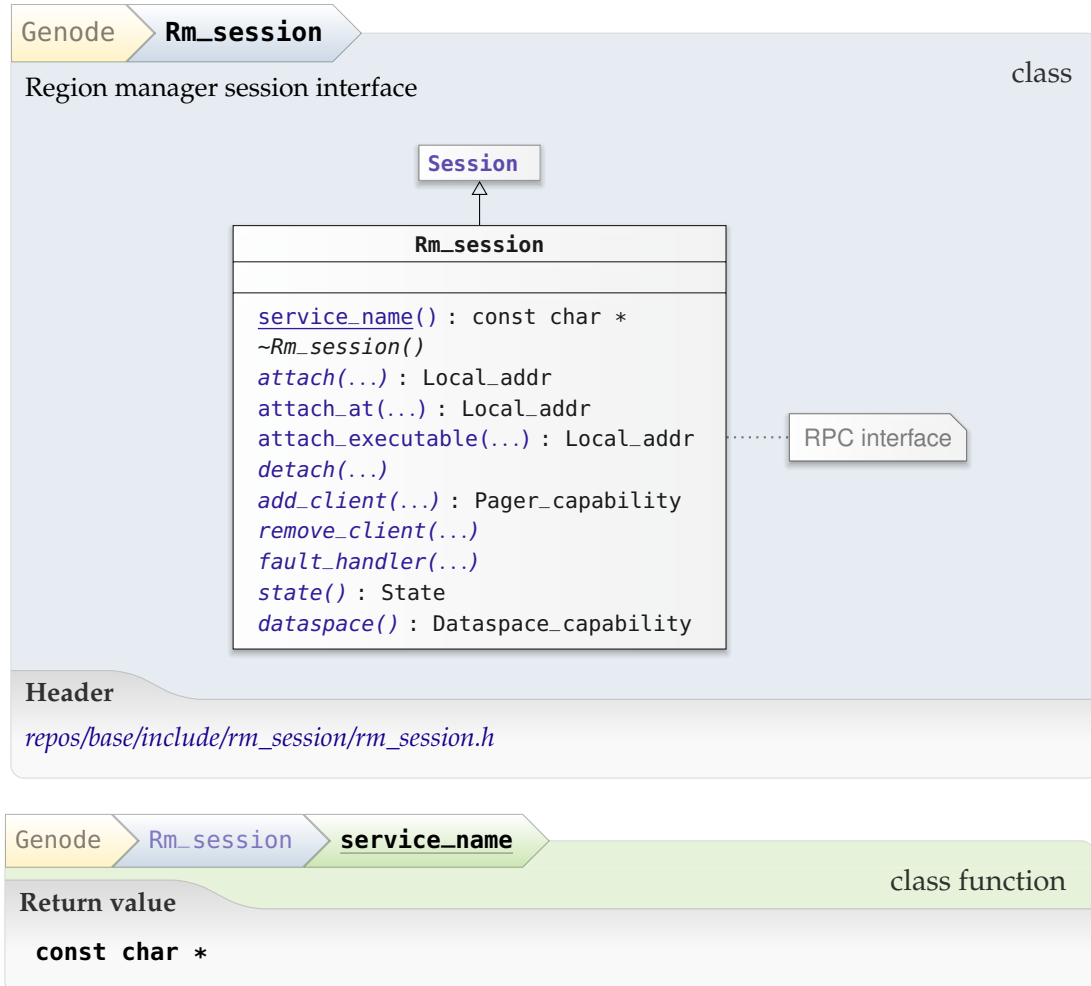 Genode Rm_session
class
Region manager session interface
Session
Rm_session
service_name() : const char *
~Rm_session()
attach(...) : Local_addr
attach_at(...) : Local_addr
attach_executable(...) : Local_addr
RPC interface
detach(...)
add_client(...) : Pager_capability
remove_client(...)
fault_handler(...)
state() : State
dataspace() : Dataspace_capability
Header
repos/base/include/rm_session/rm_session.h
Genode Rm_session service_name
class function
Return value
const char *